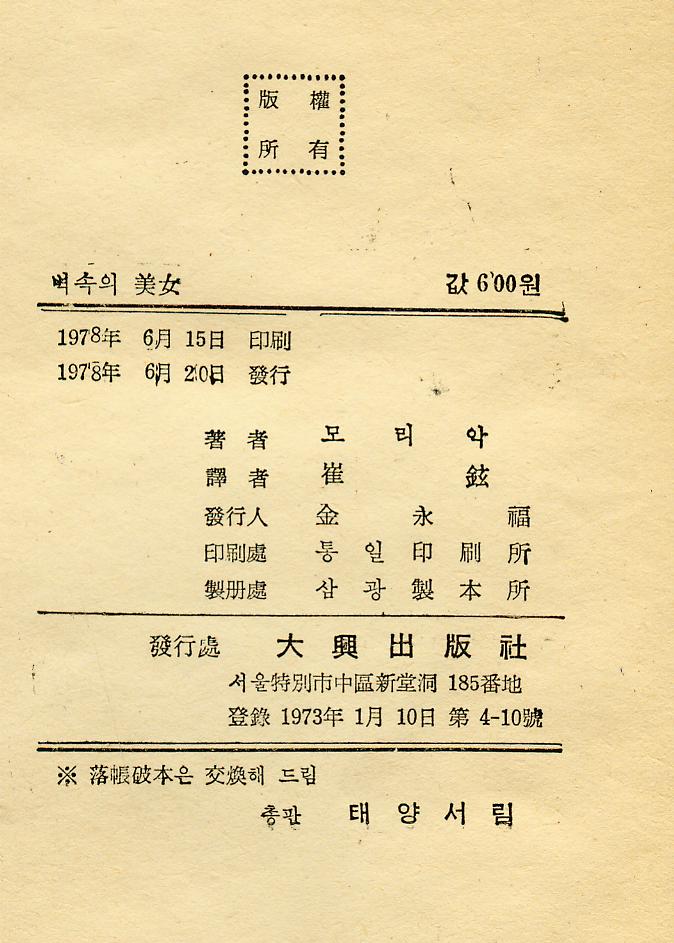 版 權
所 有
벽속의 美女 값 600원
1978年 6月 15日 印刷
1978年 6月 20日 發行
著者 모리악
譯者 崔鉉
發行人 金永福
印刷處 통일印刷所
製册處 삼광製本所
發行處 大興出版社
서울特別市中區新堂洞 185番地
登錄 1973年 1月 10日 第 4-10號
※ 落帳破本은 交煥해 드림
총판 태양서림